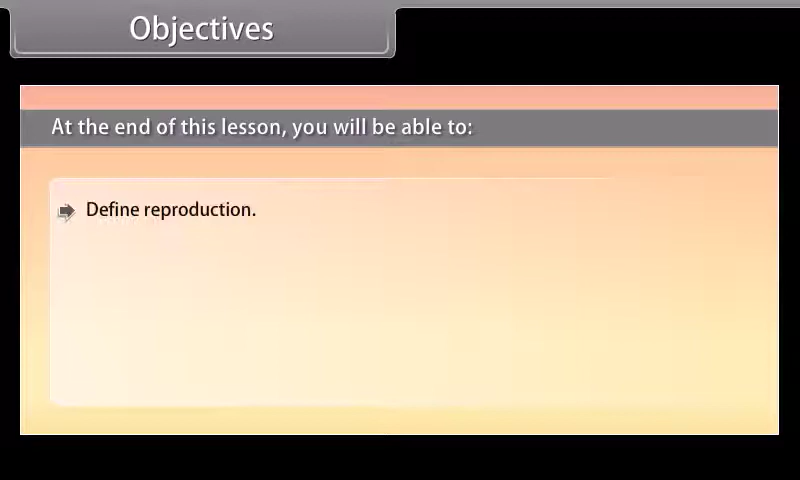 Objectives
At the end of this lesson, you will be able to:
Define reproduction.